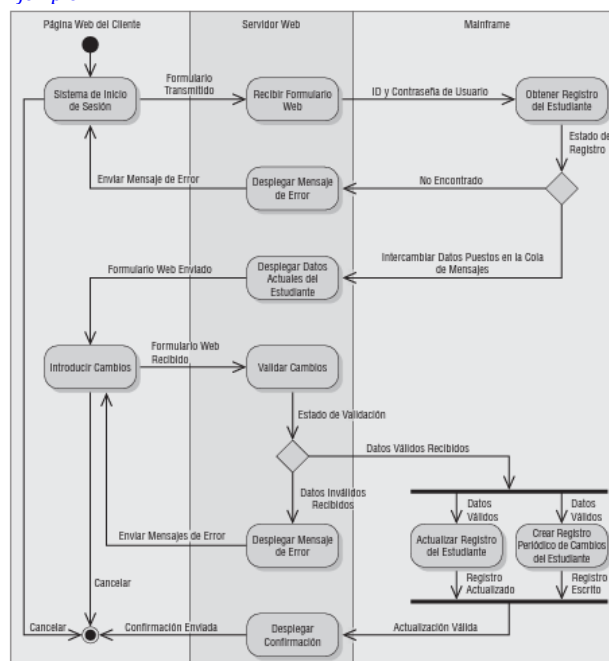 Página Web del Cliente
Servidor Web
Mainframe
Sistema de Inicio
de Sesión
Formulario
Transmitido
Recibir Formulario
Web
ID y Contraseña de Usuario
Obtener Registro
del Estudiante
Estado de
Registro
Enviar Mensaje de Error
Desplegar Mensaje
de Error
No Encontrado
Formulario Web Enviado
Desplegar Datos
Actuales del
Estudiante
Intercambiar Datos Puestos en la Cola
de Mensajes
Introducir Cambios
Formulario Web
Recibido
Validar Cambios
Estado de Validación
Datos Válidos Recibidos
Datos Inválidos
Recibidos
Datos
Válidos
Datos
Válidos
Enviar Mensajes de Error
Desplegar Mensaje
de Error
Actualizar Registro
del Estudiante
Crear Registro
Periódico de Cambios
del Estudiante
Cancelar
Registro
Actualizado
Registro
Escrito
Cancelar
Confirmación Enviada
Desplegar
Confirmación
Actualización Válida